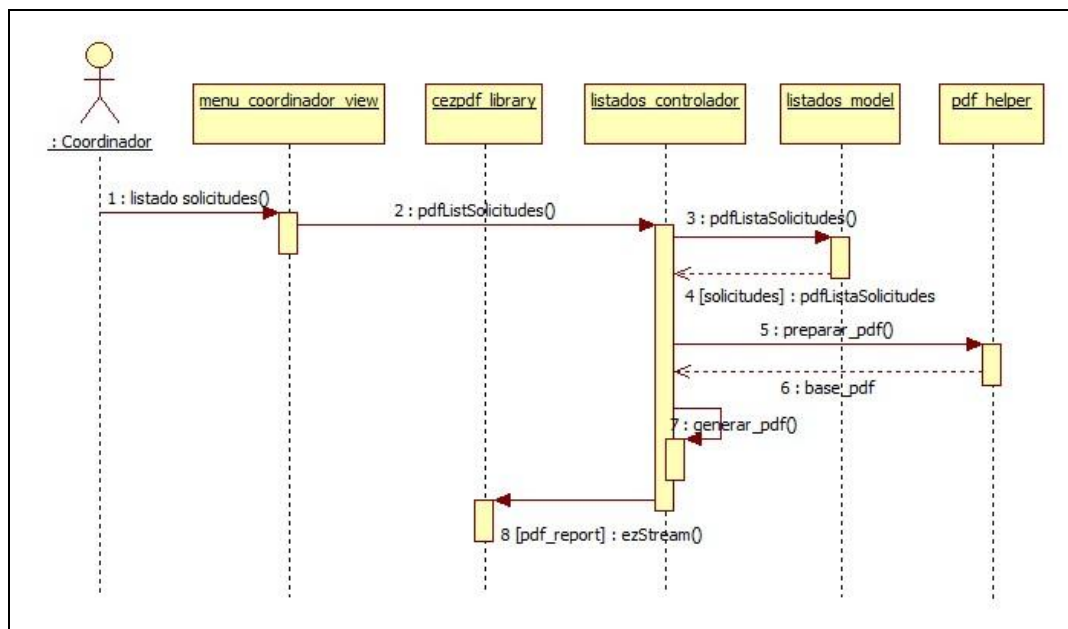 : Coordinador
menu_coordinador_view
cezpdf_library
listados_controlador
listados_model
pdf_helper
1 : listado solicitudes()
2 : pdfListSolicitudes()
3 : pdfListaSolicitudes()
4 [solicitudes] : pdfListaSolicitudes
5 : preparar_pdf()
6 : base_pdf
7 : generar_pdf()
8 [pdf_report] : ezStream()